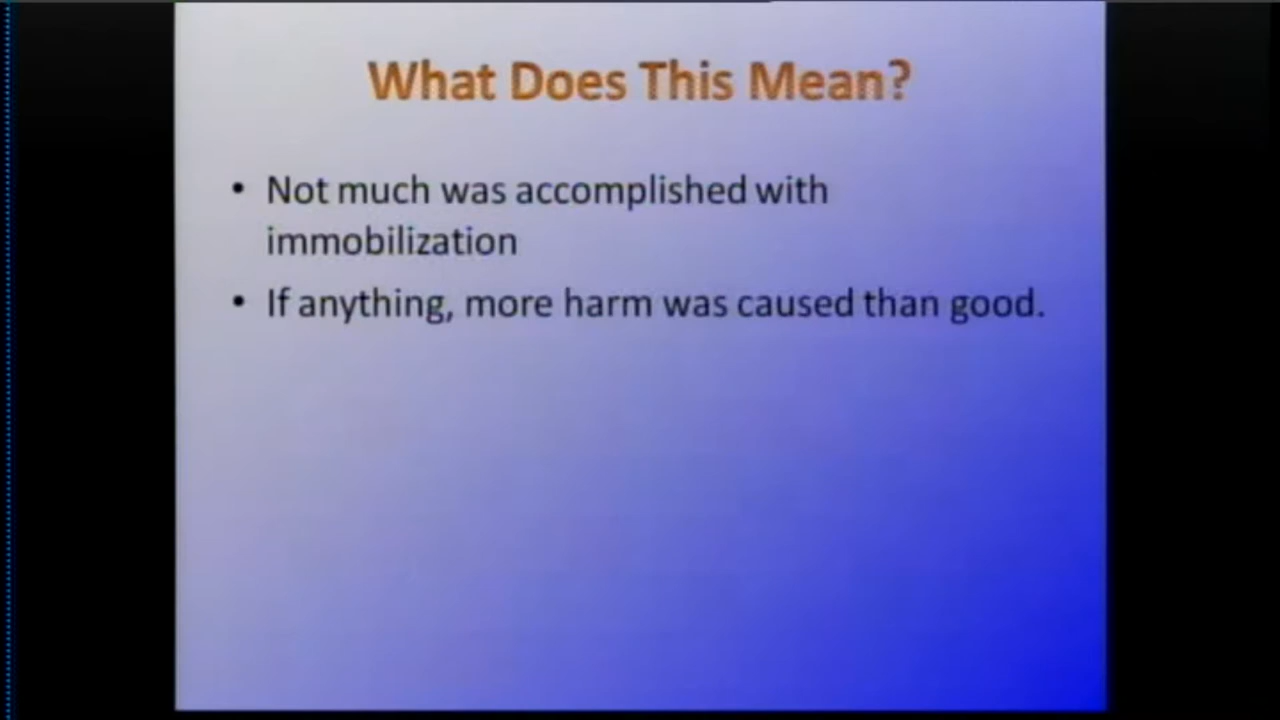 What Does This Mean?
• Not much was accomplished with
immobilization
• If anything, more harm was caused than good.